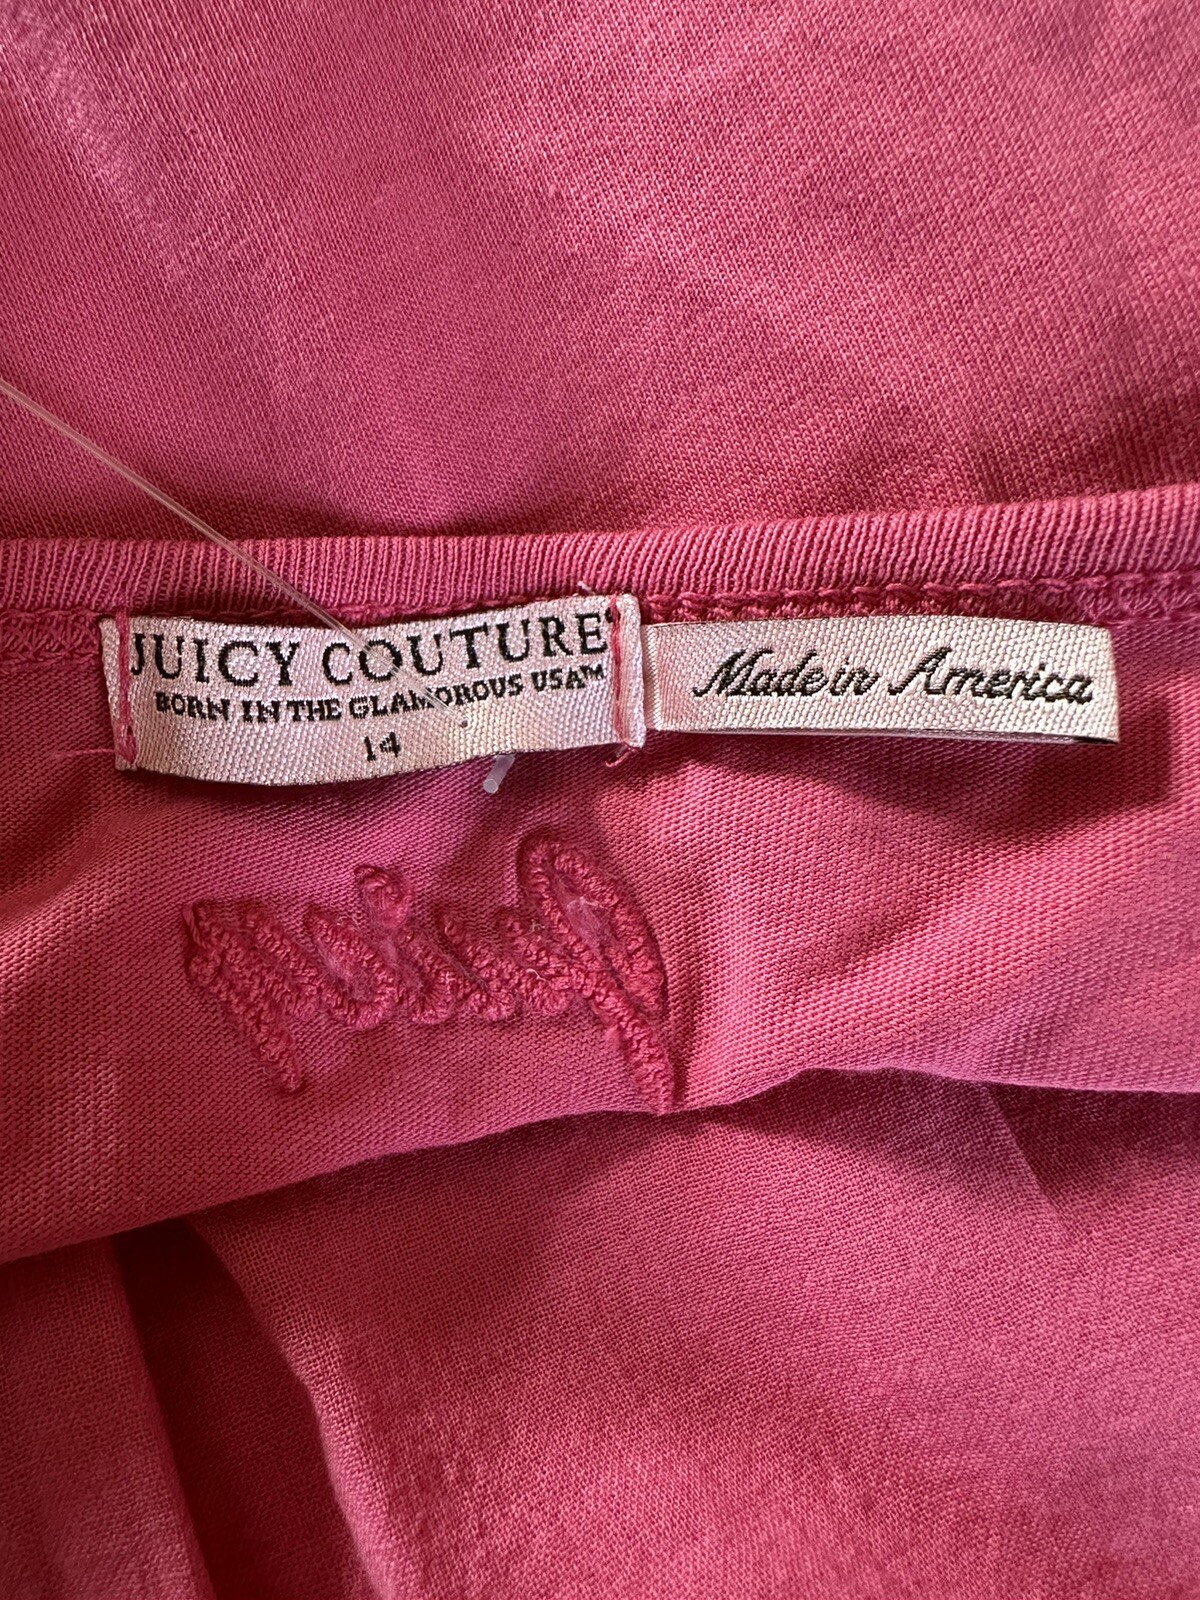 JUICY COUTURE
BORN IN THE GLAMOROUS USA™
14
Made in America